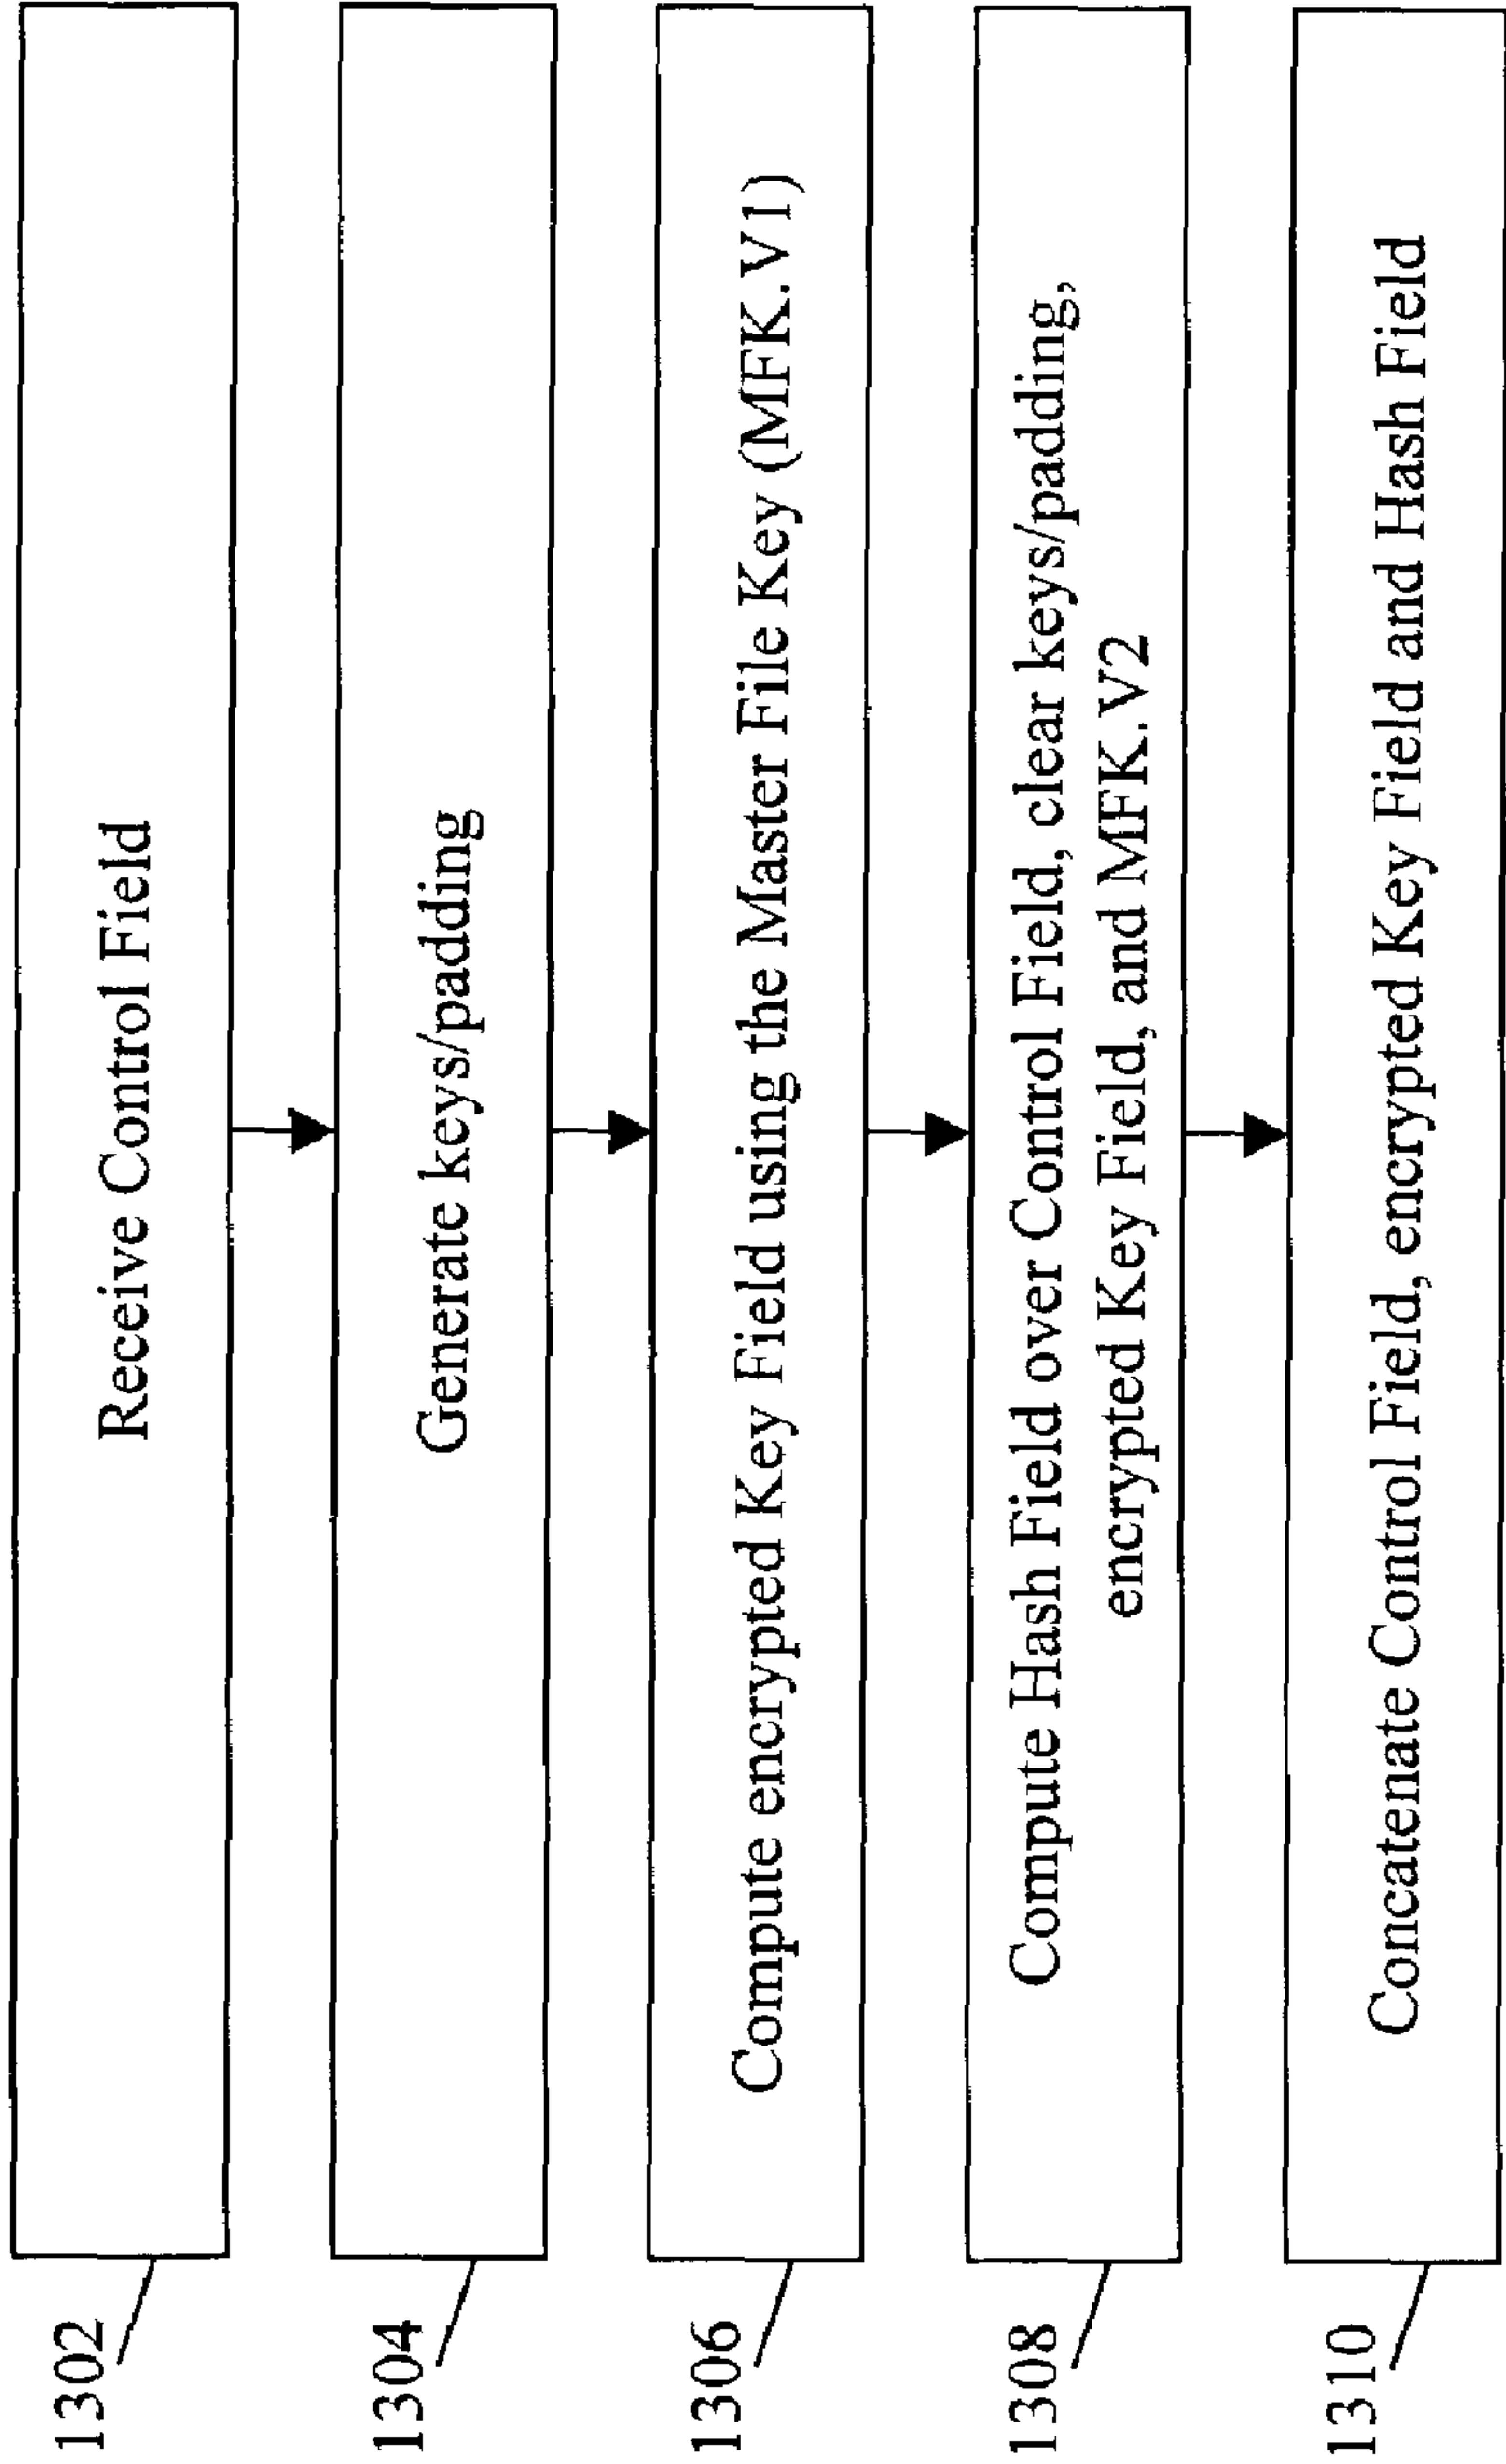 1302
Receive Control Field
1304
Generate keys/padding
1306
Compute encrypted Key Field using the Master File Key (MFK.V1)
1308
Compute Hash Field over Control Field, clear keys/padding,
encrypted Key Field, and MFK.V2
1310
Concatenate Control Field, encrypted Key Field and Hash Field